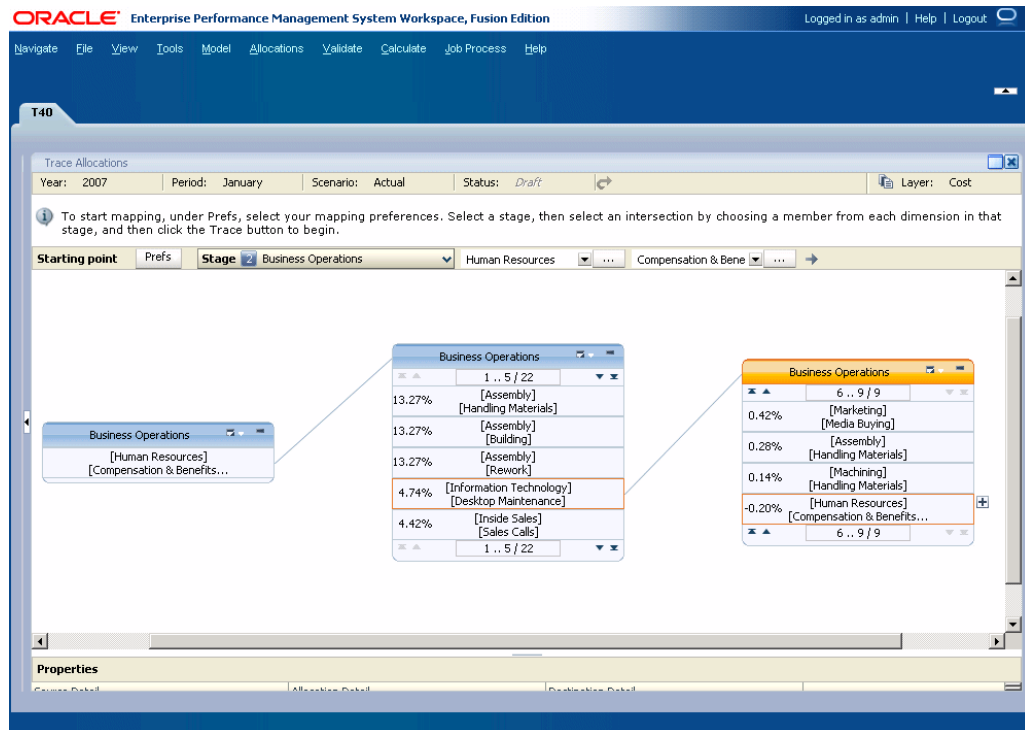 ORACLE Enterprise Performance Management System Workspace, Fusion Edition
Logged in as admin | Help | Logout
Navigate File View Tools Model Allocations Validate Calculate Job Process Help
T40
Trace Allocations
Year: 2007 Period: January Scenario: Actual Status: Draft Layer: Cost
To start mapping, under Prefs, select your mapping preferences. Select a stage, then select an intersection by choosing a member from each dimension in that
stage, and then click the Trace button to begin.
Starting point Prefs Stage 2 Business Operations Human Resources ... Compensation & Bene ...
Business Operations
[Human Resources]
[Compensation & Benefits...
Business Operations
1 .. 5 / 22
13.27% [Assembly]
[Handling Materials]
13.27% [Assembly]
[Building]
13.27% [Assembly]
[Rework]
4.74% [Information Technology]
[Desktop Maintenance]
4.42% [Inside Sales]
[Sales Calls]
1 .. 5 / 22
Business Operations
6 .. 9 / 9
0.42% [Marketing]
[Media Buying]
0.28% [Assembly]
[Handling Materials]
0.14% [Machining]
[Handling Materials]
-0.20% [Human Resources]
[Compensation & Benefits...
6 .. 9 / 9
Properties
Source Detail Allocation Detail Destination Detail